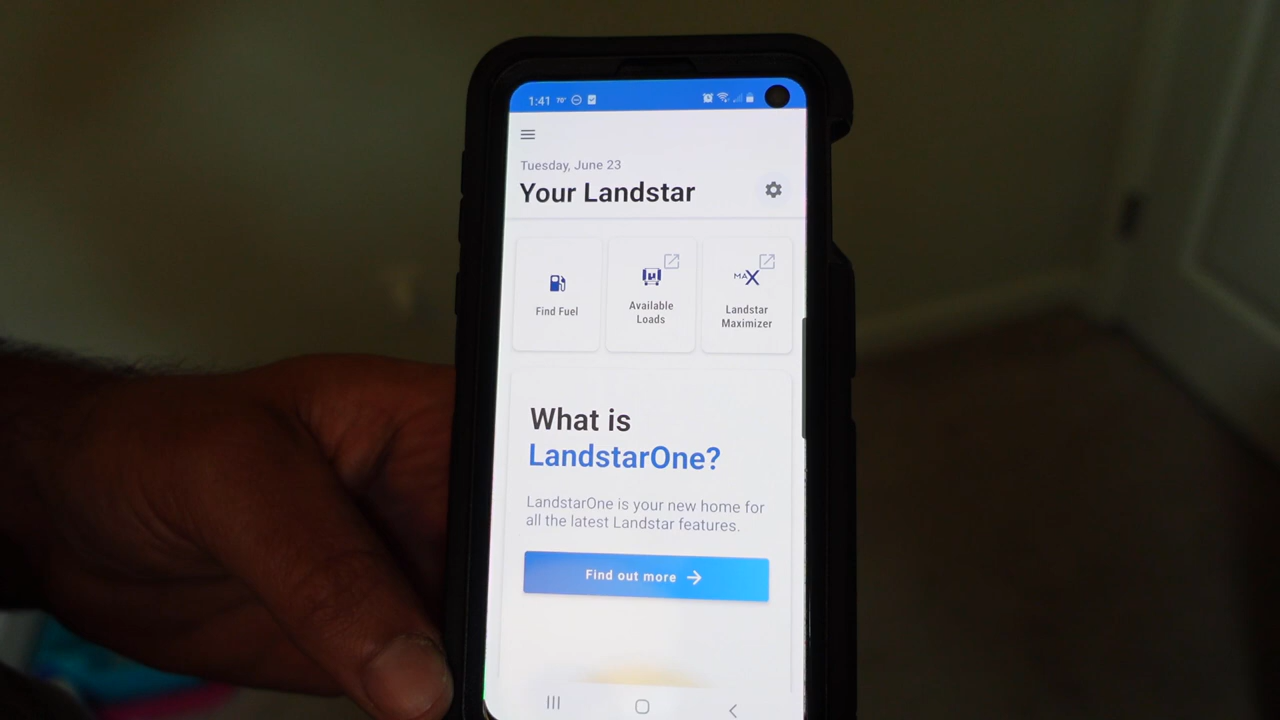 1:41 70°
Tuesday, June 23
Your Landstar
Find Fuel
Available
Loads
MAX
Landstar
Maximizer
What is
LandstarOne?
LandstarOne is your new home for
all the latest Landstar features.
Find out more